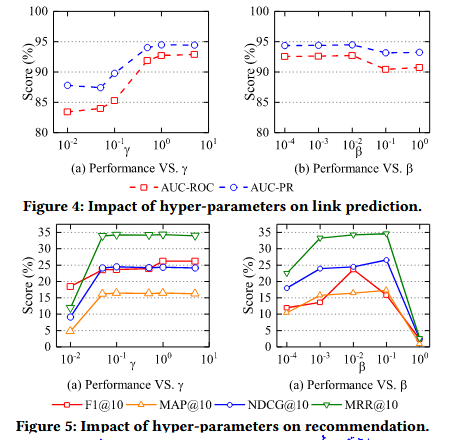 100
95
90
85
80
Score (%)
10^-2 10^-1 10^0 10^1
γ
(a) Performance VS. γ
100
95
90
85
80
Score (%)
10^-4 10^-3 10^-2 10^-1 10^0
β
(b) Performance VS. β
AUC-ROC AUC-PR
Figure 4: Impact of hyper-parameters on link prediction.
35
30
25
20
15
10
5
0
Score (%)
10^-2 10^-1 10^0 10^1
γ
(a) Performance VS. γ
35
30
25
20
15
10
5
0
Score (%)
10^-4 10^-3 10^-2 10^-1 10^0
β
(a) Performance VS. β
F1@10 MAP@10 NDCG@10 MRR@10
Figure 5: Impact of hyper-parameters on recommendation.